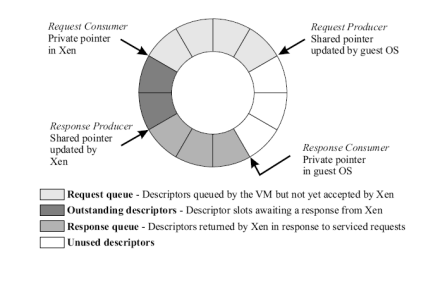 Request Consumer
Private pointer
in Xen
Request Producer
Shared pointer
updated by guest OS
Response Producer
Shared pointer
updated by
Xen
Response Consumer
Private pointer
in guest OS
Request queue - Descriptors queued by the VM but not yet accepted by Xen
Outstanding descriptors - Descriptor slots awaiting a response from Xen
Response queue - Descriptors returned by Xen in response to serviced requests
Unused descriptors